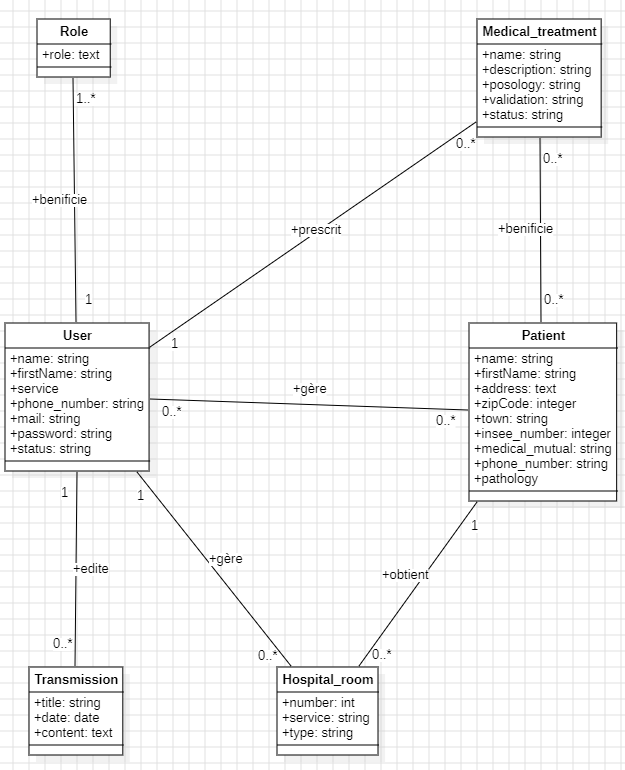 Role
+role: text
1..*
+benificie
1
Medical_treatment
+name: string
+description: string
+posology: string
+validation: string
+status: string
0..*
+prescrit
1
0..*
+benificie
0..*
User
+name: string
+firstName: string
+service
+phone_number: string
+mail: string
+password: string
+status: string
0..*
+gère
0..*
Patient
+name: string
+firstName: string
+address: text
+zipCode: integer
+town: string
+insee_number: integer
+medical_mutual: string
+phone_number: string
+pathology
1
+edite
0..*
1
+gère
0..*
1
+obtient
0..*
Transmission
+title: string
+date: date
+content: text
Hospital_room
+number: int
+service: string
+type: string